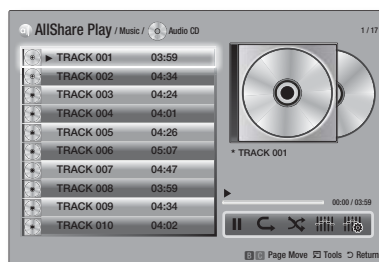 AllShare Play / Music / Audio CD 1 / 17
TRACK 001 03:59
TRACK 002 04:34
TRACK 003 04:24
TRACK 004 04:01
TRACK 005 04:26
TRACK 006 05:07
TRACK 007 04:47
TRACK 008 03:59
TRACK 009 04:34
TRACK 010 04:02
* TRACK 001
00:00 / 03:59
B C Page Move Tools Return